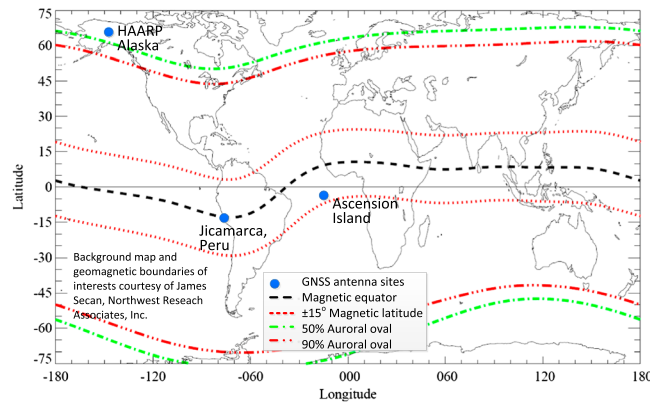 75
60
45
30
15
0
-15
-30
-45
-60
-75
Latitude
HAARP
Alaska
Jicamarca,
Peru
Ascension
Island
Background map and
geomagnetic boundaries of
interests courtesy of James
Secan, Northwest Reseach
Associates, Inc.
GNSS antenna sites
Magnetic equator
±15° Magnetic latitude
50% Auroral oval
90% Auroral oval
-180 -120 -060 000 060 120 180
Longitude